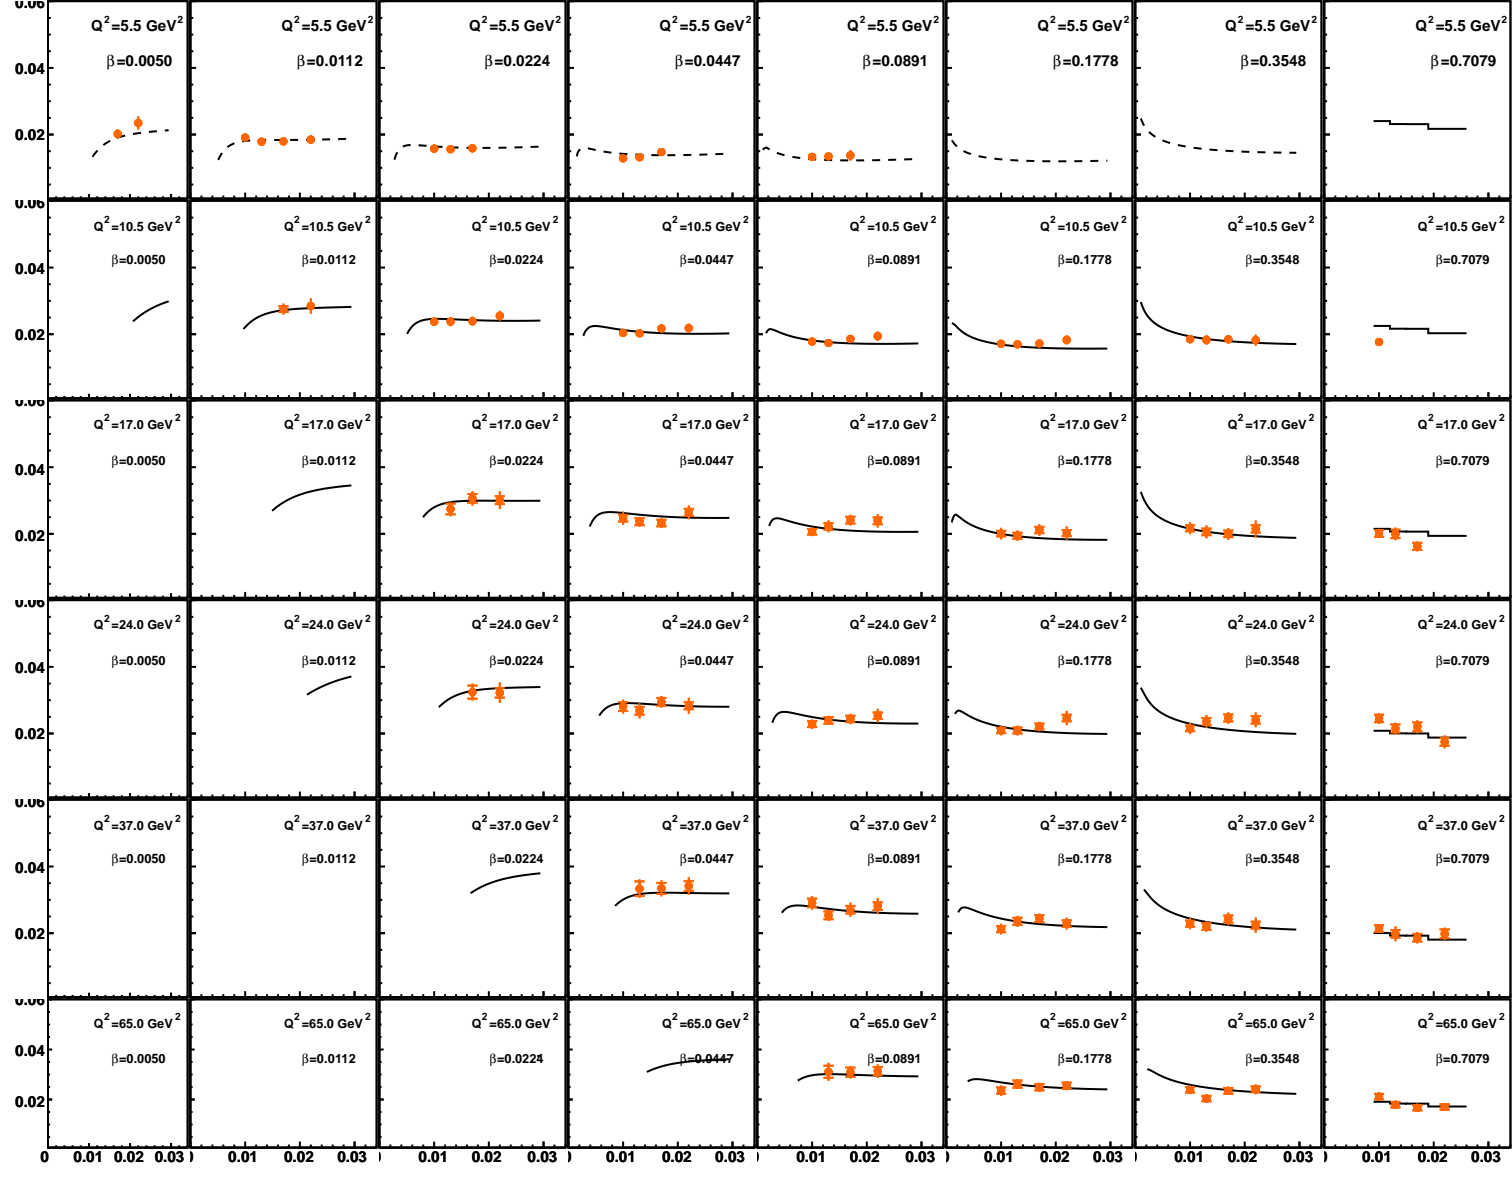 0.06
Q²=5.5 GeV² Q²=5.5 GeV² Q²=5.5 GeV² Q²=5.5 GeV² Q²=5.5 GeV² Q²=5.5 GeV² Q²=5.5 GeV² Q²=5.5 GeV²
0.04 β=0.0050 β=0.0112 β=0.0224 β=0.0447 β=0.0891 β=0.1778 β=0.3548 β=0.7079
0.02
0.06
Q²=10.5 GeV² Q²=10.5 GeV² Q²=10.5 GeV² Q²=10.5 GeV² Q²=10.5 GeV² Q²=10.5 GeV² Q²=10.5 GeV² Q²=10.5 GeV²
0.04 β=0.0050 β=0.0112 β=0.0224 β=0.0447 β=0.0891 β=0.1778 β=0.3548 β=0.7079
0.02
0.06
Q²=17.0 GeV² Q²=17.0 GeV² Q²=17.0 GeV² Q²=17.0 GeV² Q²=17.0 GeV² Q²=17.0 GeV² Q²=17.0 GeV² Q²=17.0 GeV²
0.04 β=0.0050 β=0.0112 β=0.0224 β=0.0447 β=0.0891 β=0.1778 β=0.3548 β=0.7079
0.02
0.06
Q²=24.0 GeV² Q²=24.0 GeV² Q²=24.0 GeV² Q²=24.0 GeV² Q²=24.0 GeV² Q²=24.0 GeV² Q²=24.0 GeV² Q²=24.0 GeV²
0.04 β=0.0050 β=0.0112 β=0.0224 β=0.0447 β=0.0891 β=0.1778 β=0.3548 β=0.7079
0.02
0.06
Q²=37.0 GeV² Q²=37.0 GeV² Q²=37.0 GeV² Q²=37.0 GeV² Q²=37.0 GeV² Q²=37.0 GeV² Q²=37.0 GeV² Q²=37.0 GeV²
0.04 β=0.0050 β=0.0112 β=0.0224 β=0.0447 β=0.0891 β=0.1778 β=0.3548 β=0.7079
0.02
0.06
Q²=65.0 GeV² Q²=65.0 GeV² Q²=65.0 GeV² Q²=65.0 GeV² Q²=65.0 GeV² Q²=65.0 GeV² Q²=65.0 GeV² Q²=65.0 GeV²
0.04 β=0.0050 β=0.0112 β=0.0224 β=0.0447 β=0.0891 β=0.1778 β=0.3548 β=0.7079
0.02
0 0.01 0.02 0.03 0.01 0.02 0.03 0.01 0.02 0.03 0.01 0.02 0.03 0.01 0.02 0.03 0.01 0.02 0.03 0.01 0.02 0.03 0.01 0.02 0.03